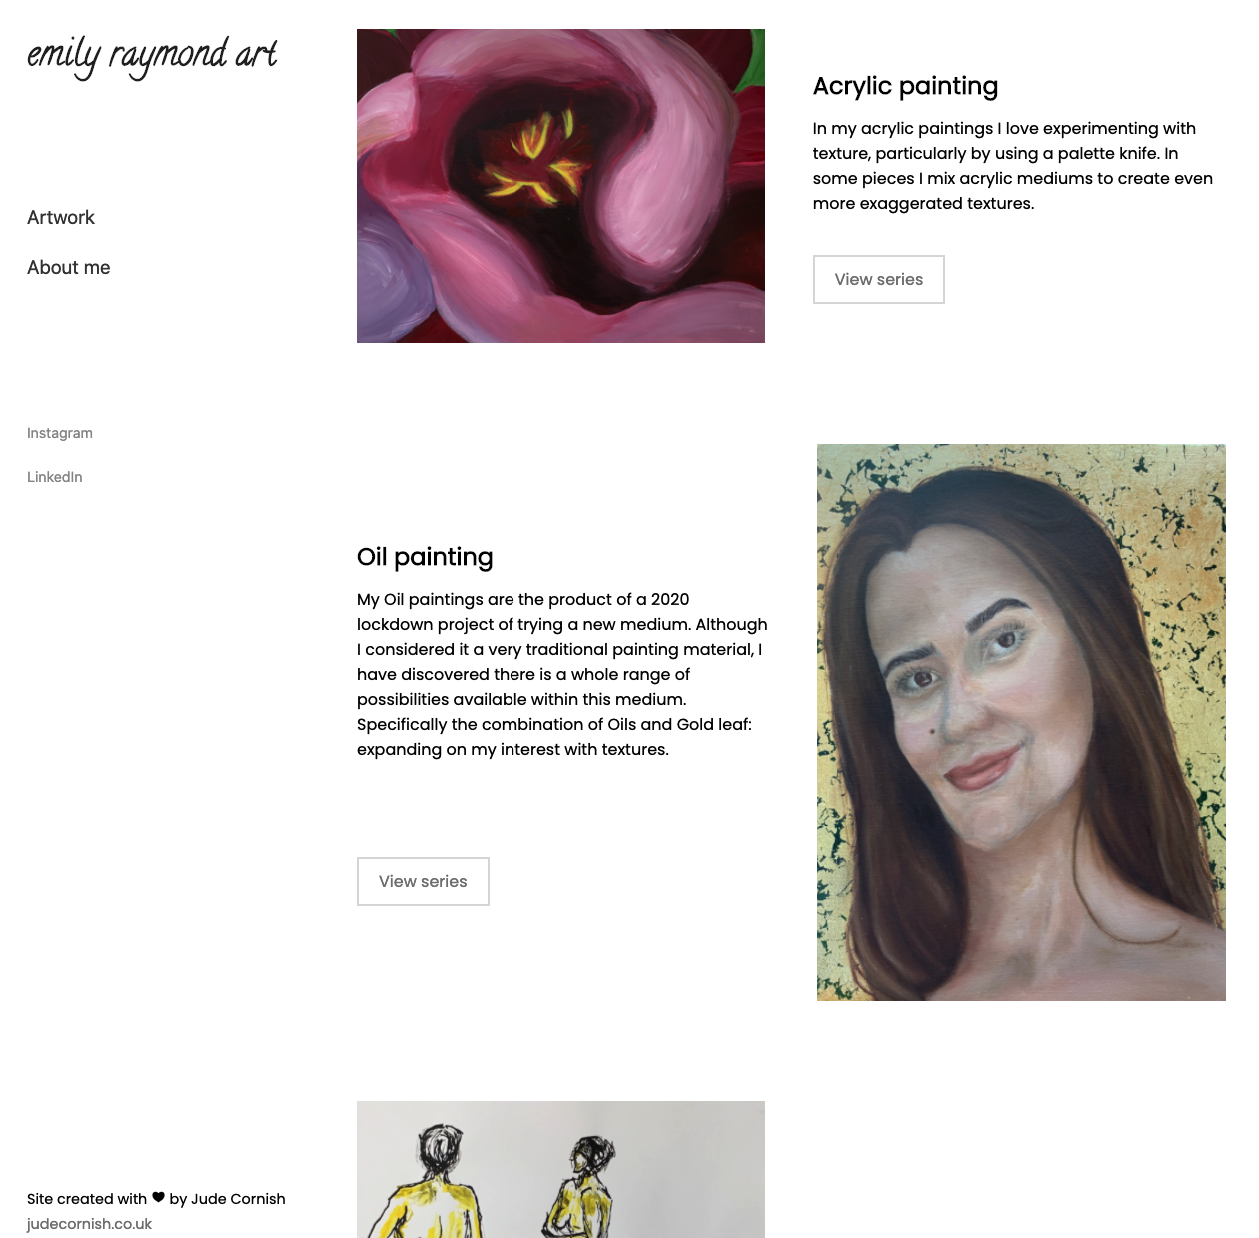 emily raymond art
Artwork
About me
Instagram
LinkedIn
Site created with ♥ by Jude Cornish
judecornish.co.uk
Acrylic painting
In my acrylic paintings I love experimenting with
texture, particularly by using a palette knife. In
some pieces I mix acrylic mediums to create even
more exaggerated textures.
View series
Oil painting
My Oil paintings are the product of a 2020
lockdown project of trying a new medium. Although
I considered it a very traditional painting material, I
have discovered there is a whole range of
possibilities available within this medium.
Specifically the combination of Oils and Gold leaf:
expanding on my interest with textures.
View series